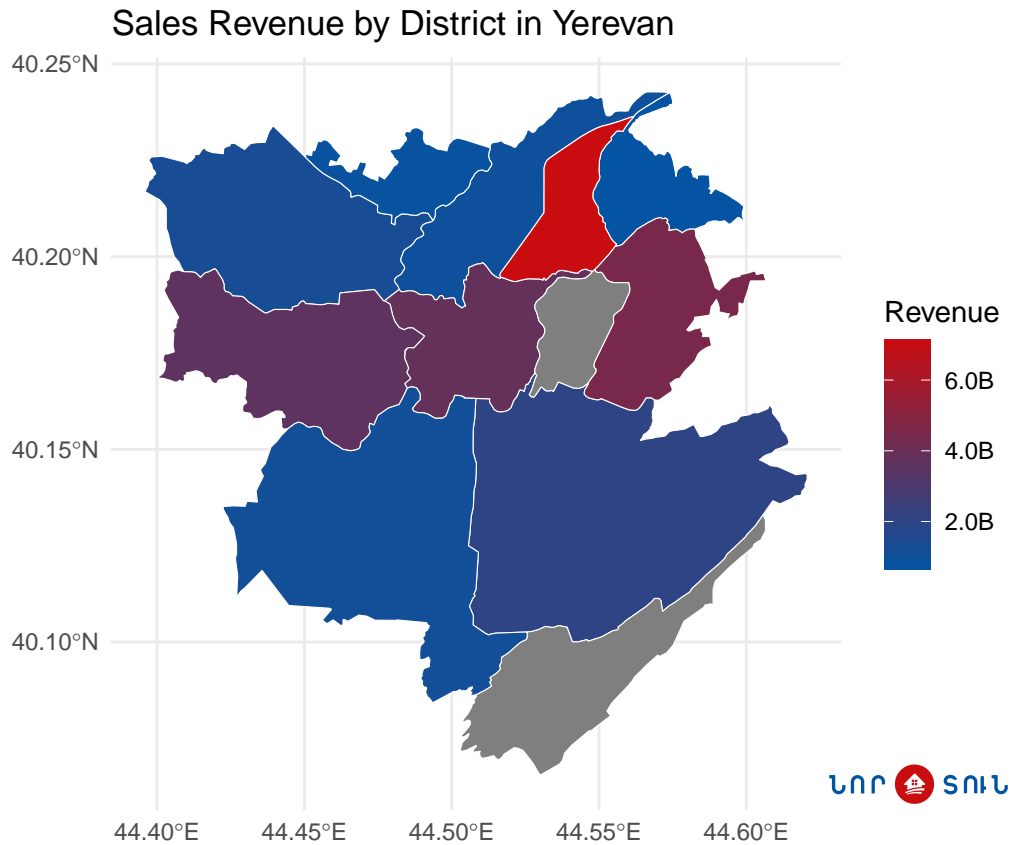 Sales Revenue by District in Yerevan
40.25°N
40.20°N
40.15°N
40.10°N
44.40°E 44.45°E 44.50°E 44.55°E 44.60°E
Revenue
6.0B
4.0B
2.0B
ՆՈՐ ՏՈՒՆ